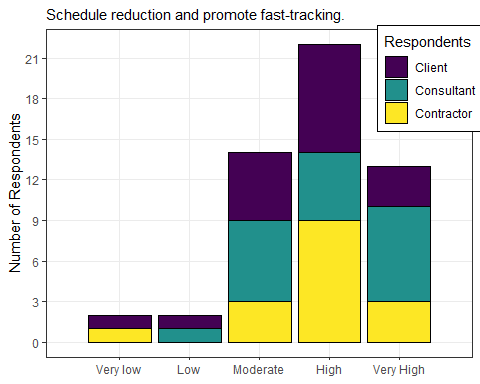 Schedule reduction and promote fast-tracking.
Respondents
Client
Consultant
Contractor
Number of Respondents
21
18
15
12
9
6
3
0
Very low
Low
Moderate
High
Very High